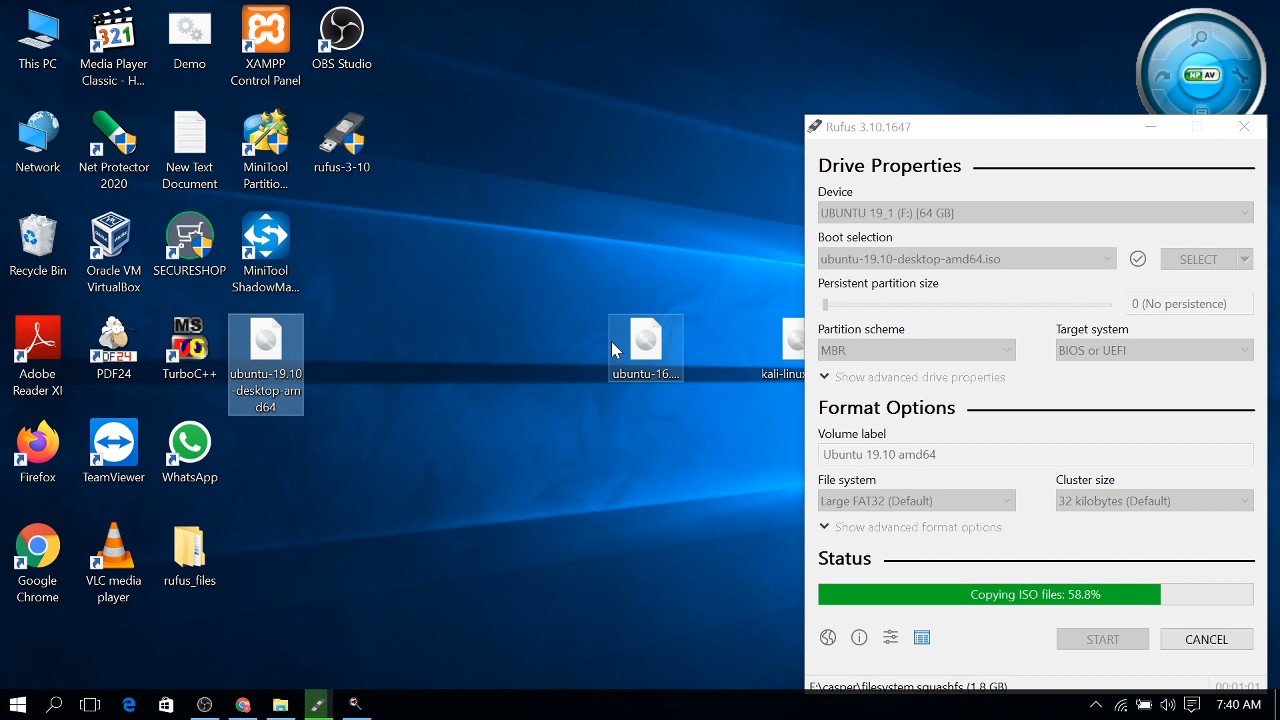 This PC
Media Player
Classic - H...
Demo
XAMPP
Control Panel
OBS Studio
Network
Net Protector
2020
New Text
Document
MiniTool
Partitio...
rufus-3-10
Recycle Bin
Oracle VM
VirtualBox
SECURESHOP
MiniTool
ShadowMa...
Adobe
Reader XI
PDF24
TurboC++
ubuntu-19.10
-desktop-am
d64
ubuntu-16....
kali-linux
Firefox
TeamViewer
WhatsApp
Google
Chrome
VLC media
player
rufus_files
321
DF24
MS
NP AV
Rufus 3.10.1647
Drive Properties
Device
UBUNTU 19_1 (F:) [64 GB]
Boot selection
ubuntu-19.10-desktop-amd64.iso
SELECT
Persistent partition size
0 (No persistence)
Partition scheme
Target system
MBR
BIOS or UEFI
Show advanced drive properties
Format Options
Volume label
Ubuntu 19.10 amd64
File system
Cluster size
Large FAT32 (Default)
32 kilobytes (Default)
Show advanced format options
Status
Copying ISO files: 58.8%
START
CANCEL
F:\casper\filesystem.squashfs (1.8 GB)
00:01:01
7:40 AM